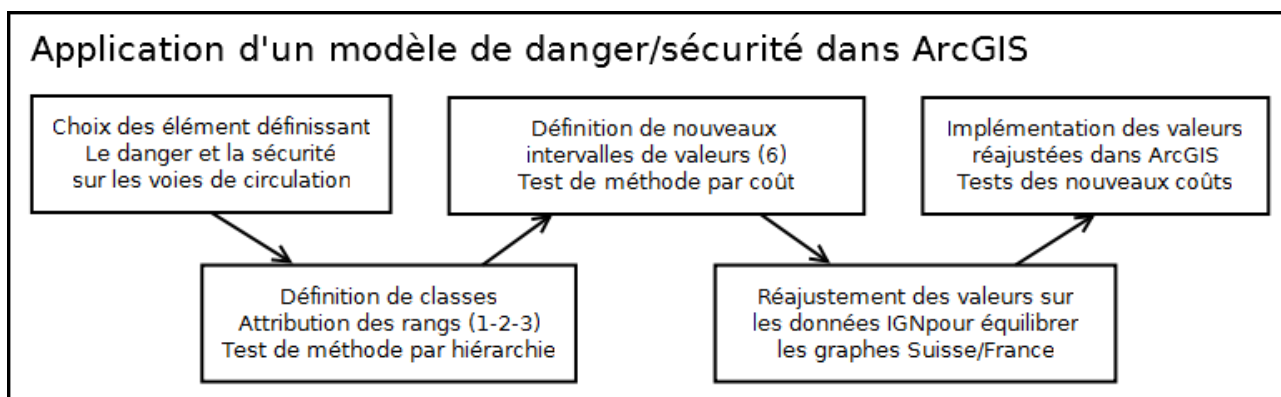 Application d'un modèle de danger/sécurité dans ArcGIS
Choix des élément définissant
Le danger et la sécurité
sur les voies de circulation
Définition de classes
Attribution des rangs (1-2-3)
Test de méthode par hiérarchie
Définition de nouveaux
intervalles de valeurs (6)
Test de méthode par coût
Réajustement des valeurs sur
les données IGNpour équilibrer
les graphes Suisse/France
Implémentation des valeurs
réajustées dans ArcGIS
Tests des nouveaux coûts